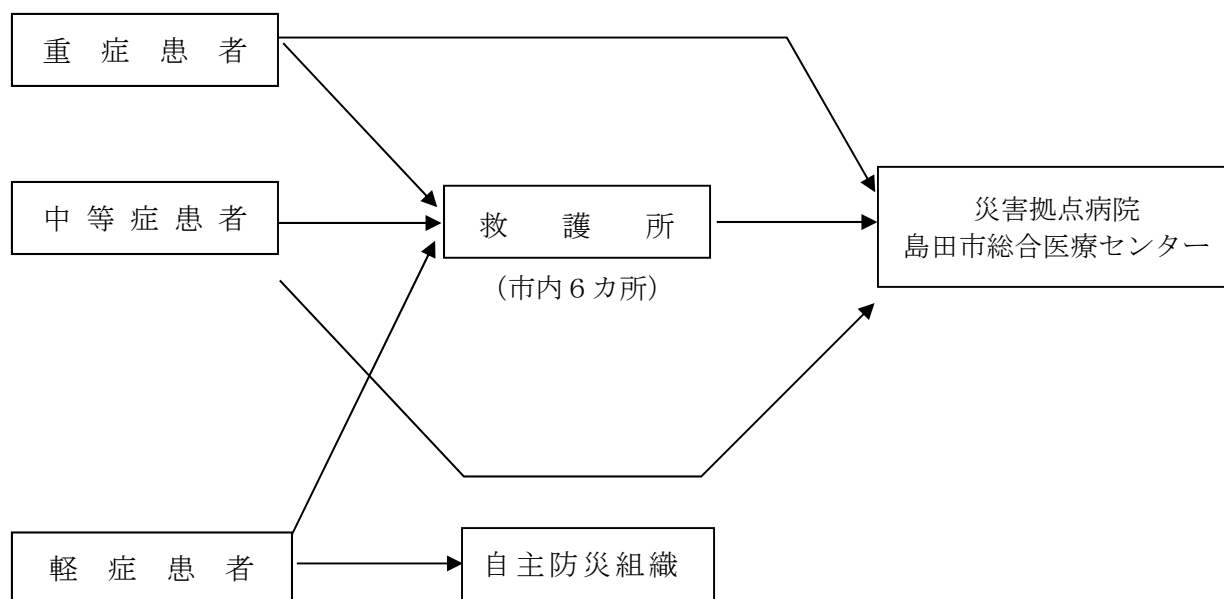 重症患者
中等症患者
救護所
(市内6カ所)
災害拠点病院
島田市総合医療センター
軽症患者
自主防災組織